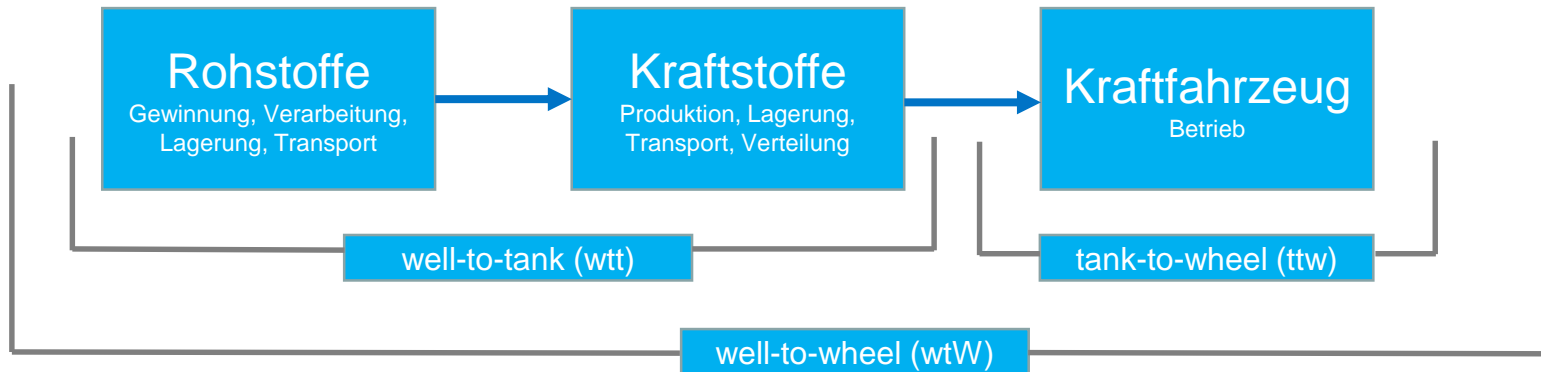 Rohstoffe
Gewinnung, Verarbeitung,
Lagerung, Transport
Kraftstoffe
Produktion, Lagerung,
Transport, Verteilung
Kraftfahrzeug
Betrieb
well-to-tank (wtt)
tank-to-wheel (ttw)
well-to-wheel (wtW)